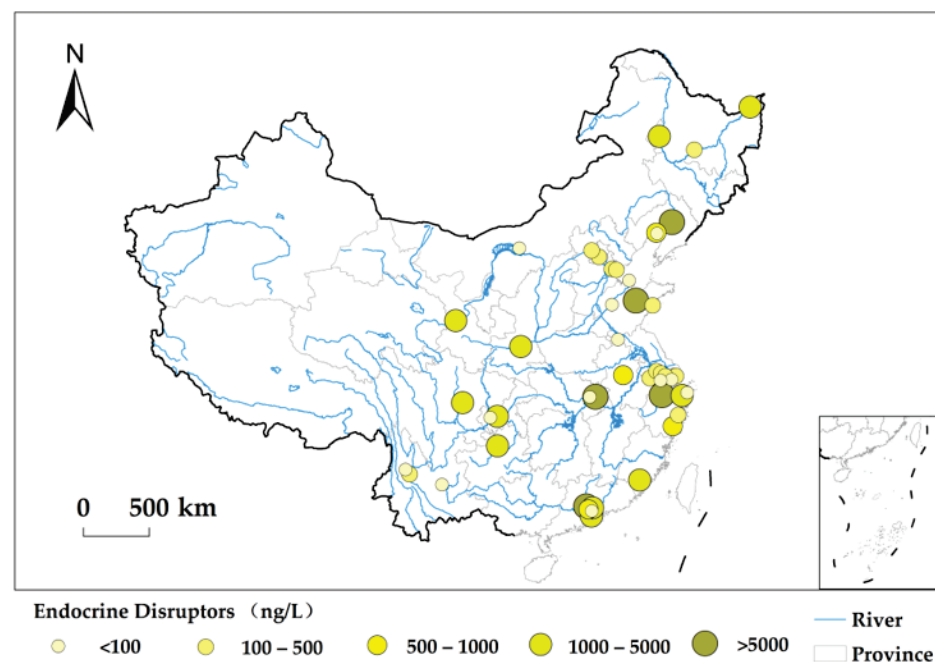 N
0 500 km
Endocrine Disruptors （ng/L）
<100 100 – 500 500 – 1000 1000 – 5000 >5000
River
Province